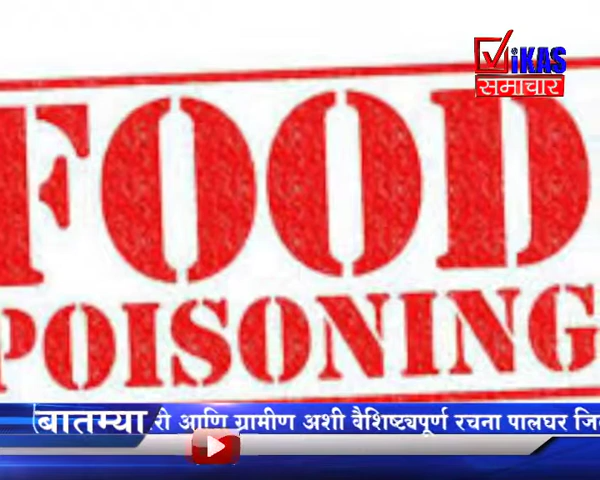 ViKAS
समाचार
FOOD
POISONING
बातम्या
री आणि ग्रामीण अशी वैशिष्ट्यपूर्ण रचना पालघर